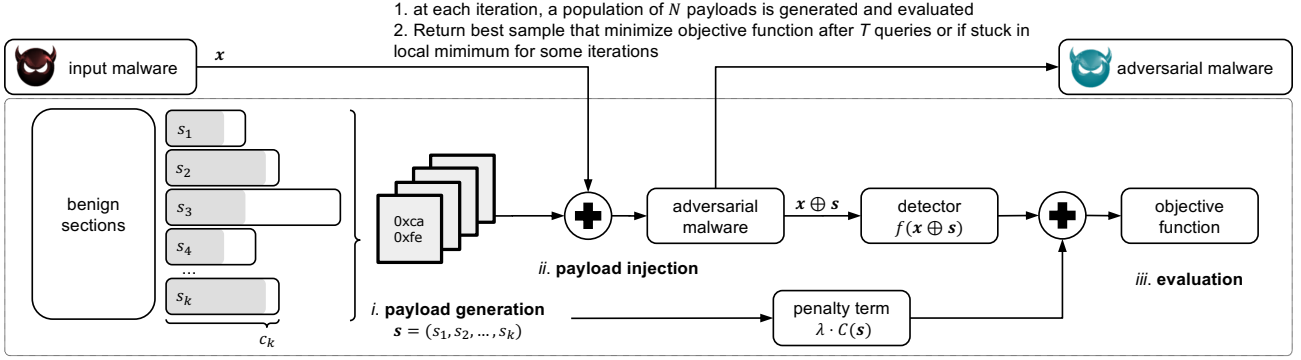 1. at each iteration, a population of N payloads is generated and evaluated
2. Return best sample that minimize objective function after T queries or if stuck in
local mimimum for some iterations
input malware
x
adversarial malware
benign
sections
s₁
s₂
s₃
s₄
...
sₖ
cₖ
0xca
0xfe
i. payload generation
s = (s₁, s₂, ..., sₖ)
ii. payload injection
adversarial
malware
x ⊕ s
detector
f(x ⊕ s)
penalty term
λ · C(s)
objective
function
iii. evaluation